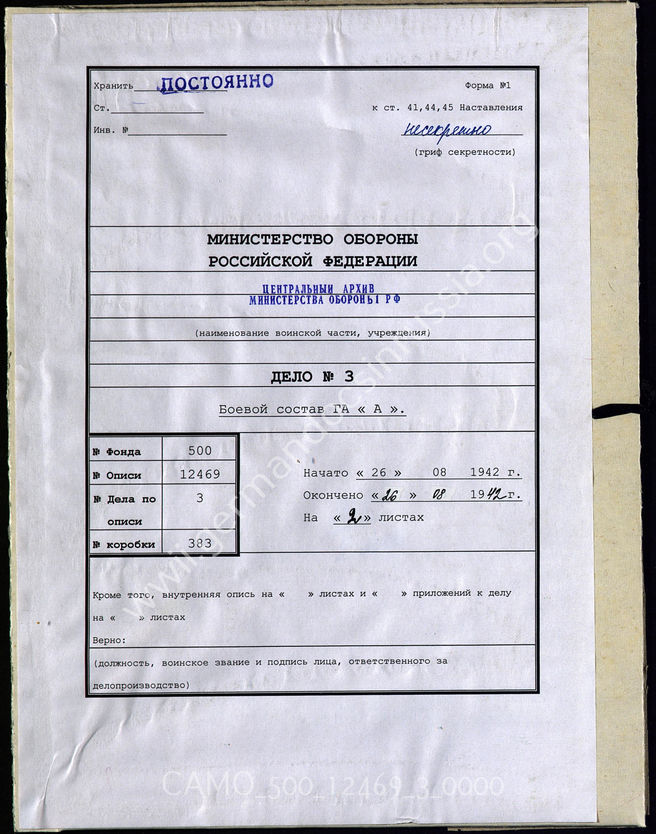 Хранить ПОСТОЯННО Форма №1
Ст. к ст. 41,44,45 Наставления
Инв. № несекретно
(гриф секретности)
МИНИСТЕРСТВО ОБОРОНЫ
РОССИЙСКОЙ ФЕДЕРАЦИИ
ЦЕНТРАЛЬНЫЙ АРХИВ
МИНИСТЕРСТВА ОБОРОНЫ РФ
(наименование воинской части, учреждения)
ДЕЛО № 3
Боевой состав ГА « А ».
№ Фонда 500
№ Описи 12469
№ Дела по 3
описи
№ коробки 383
Начато « 26 » 08 1942 г.
Окончено « 26 » 08 1942 г.
На « 2 » листах
Кроме того, внутренняя опись на « » листах и « » приложений к делу
на « » листах
Верно:
(должность, воинское звание и подпись лица, ответственного за
делопроизводство)
www.germandocsinrussia.org
CAMO_500_12469_3_0000